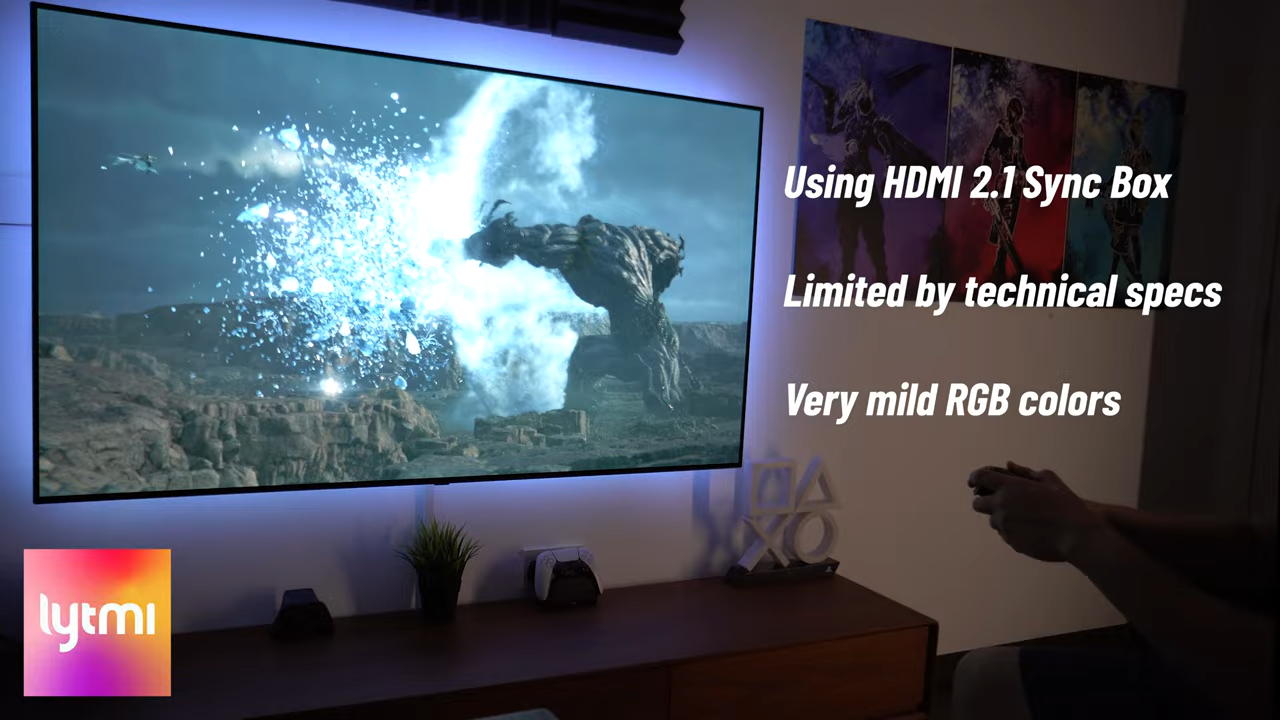 Using HDMI 2.1 Sync Box
Limited by technical specs
Very mild RGB colors
lytmi